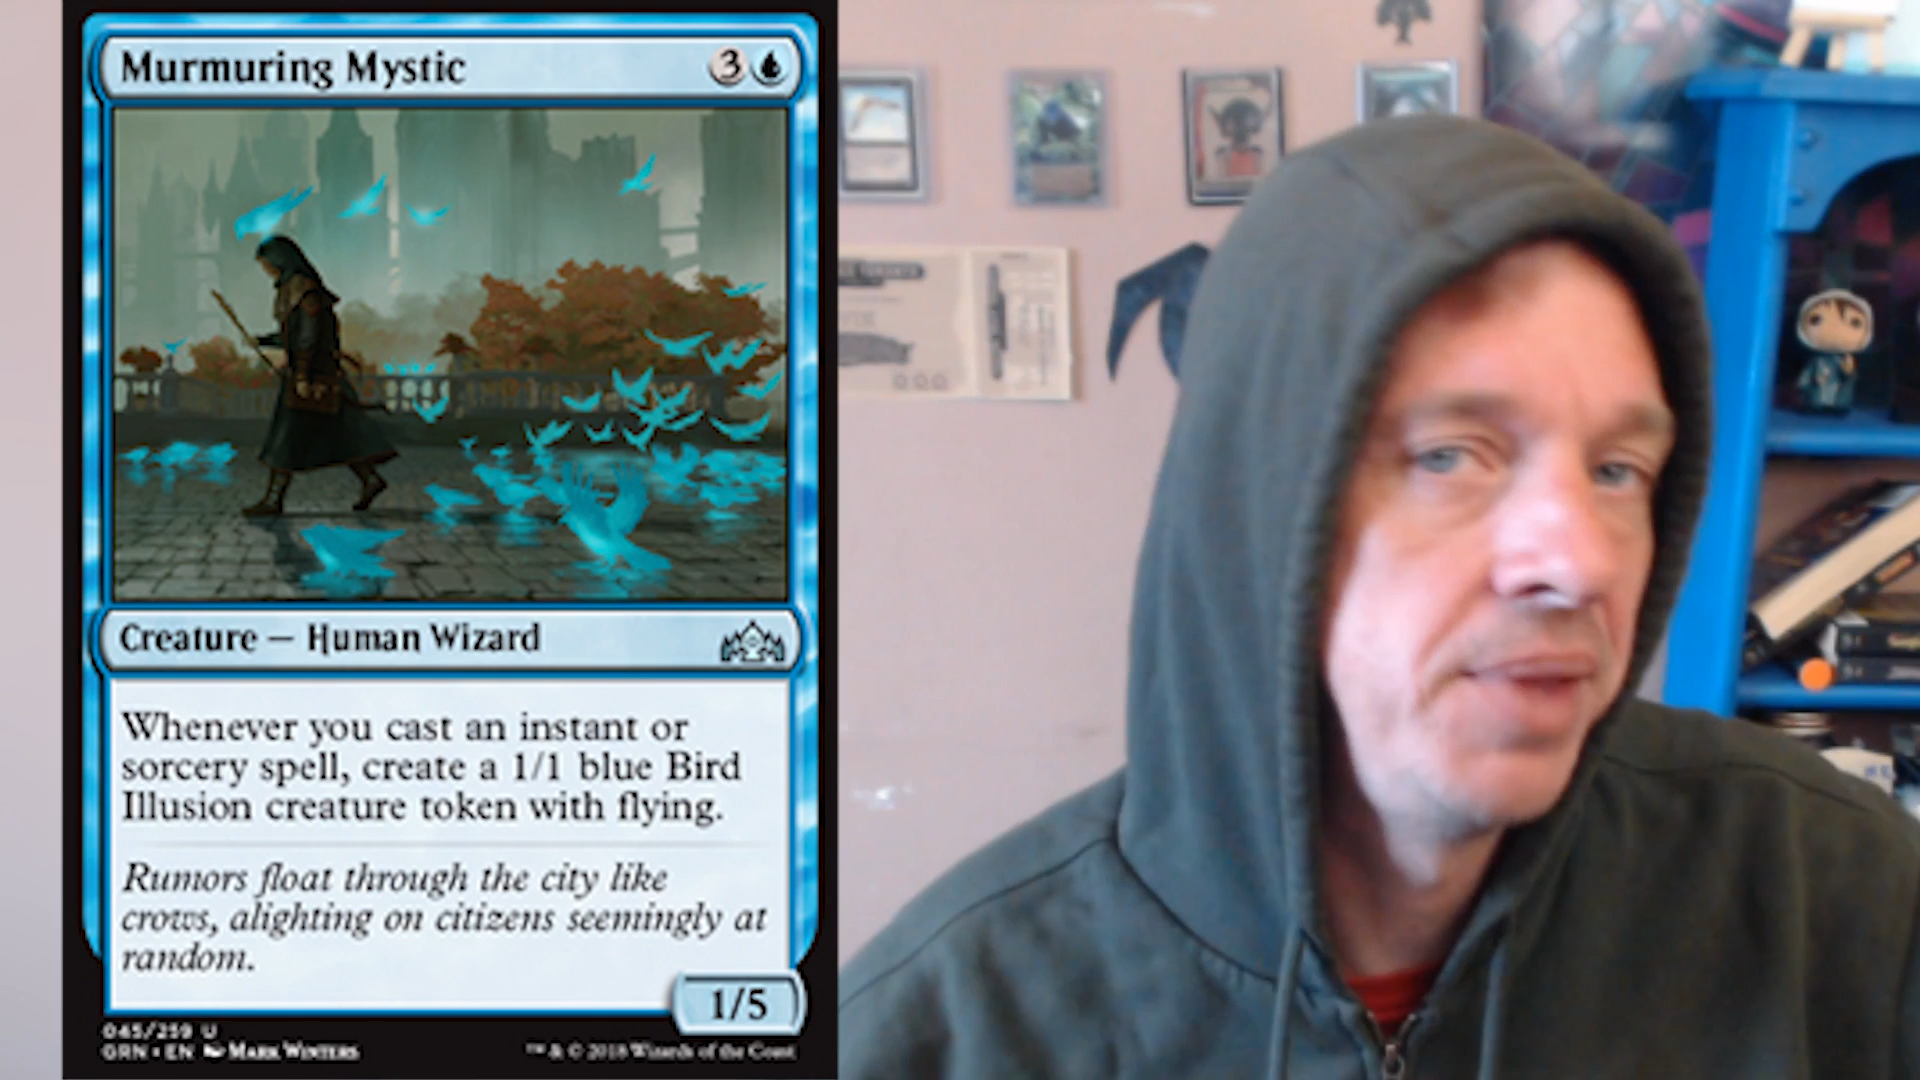 Murmuring Mystic
3
Creature — Human Wizard
Whenever you cast an instant or
sorcery spell, create a 1/1 blue Bird
Illusion creature token with flying.
Rumors float through the city like
crows, alighting on citizens seemingly at
random.
1/5
045/259 U
GRN • EN Mark Winters
™ & © 2018 Wizards of the Coast